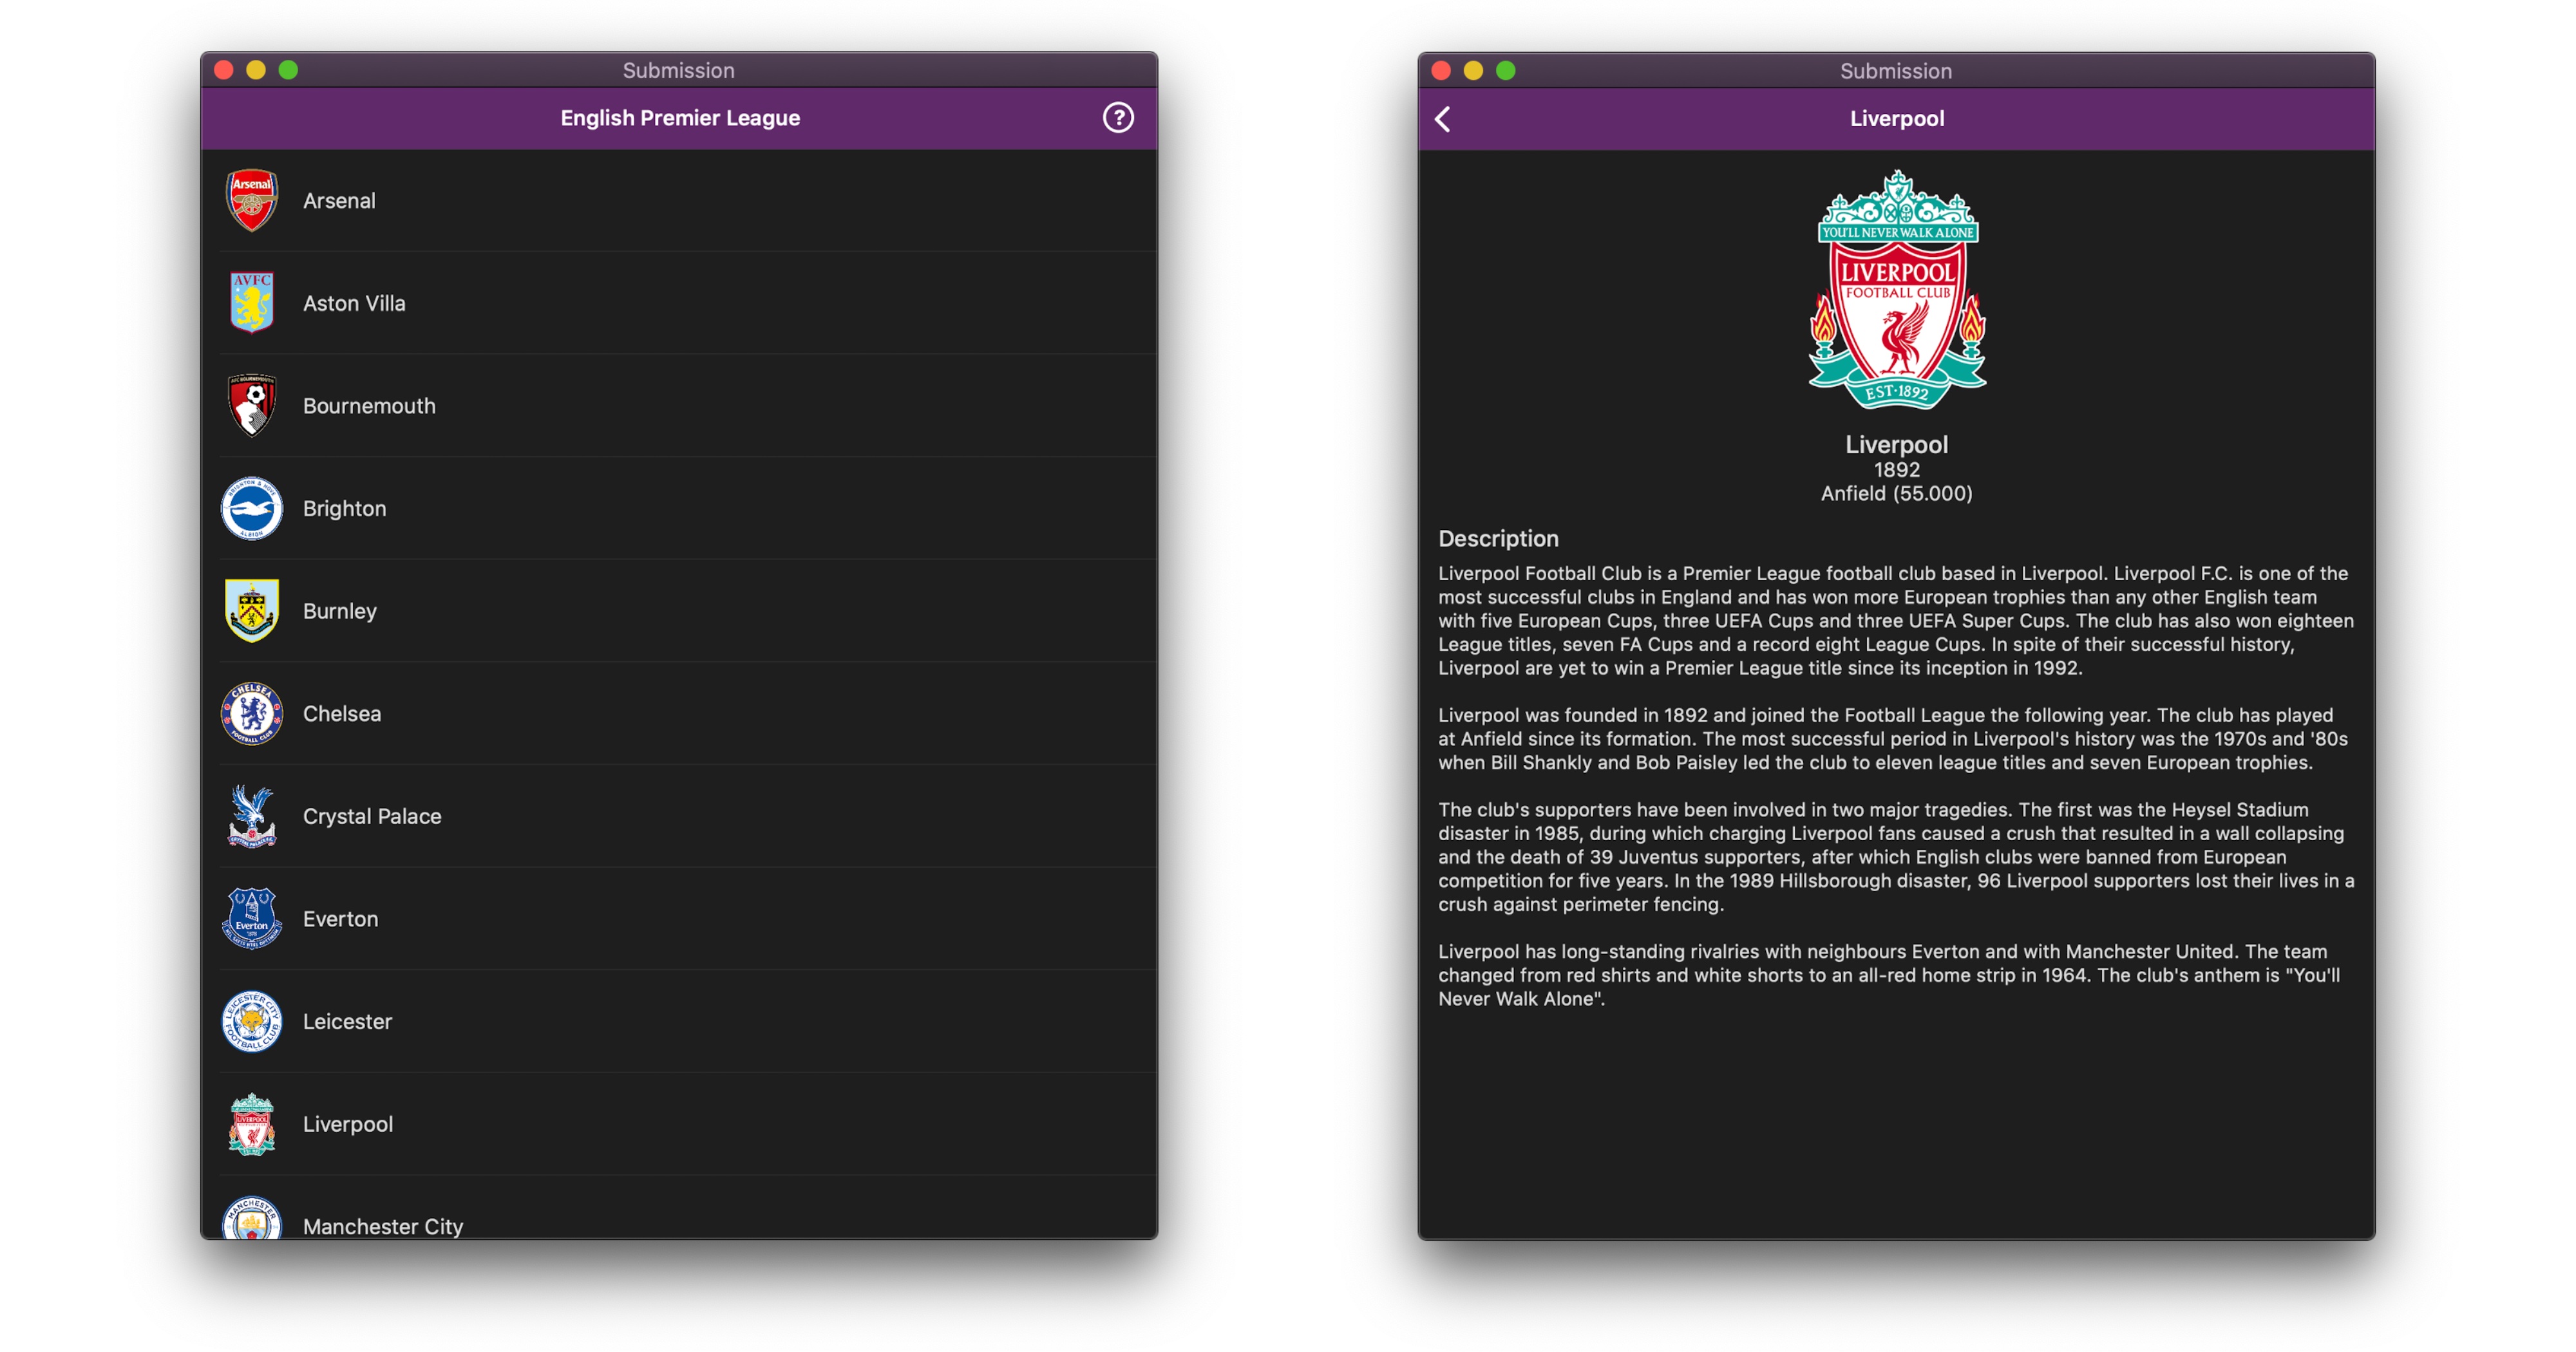 Submission
English Premier League
?
Arsenal
Arsenal
AVFC
Aston Villa
Bournemouth
Brighton
Burnley
CHELSEA
FOOTBALL CLUB
Chelsea
Crystal Palace
Everton
Everton
LEICESTER CITY
FOOTBALL CLUB
Leicester
LIVERPOOL
Liverpool
MANCHESTER
Manchester City
Submission
Liverpool
YOU'LL NEVER WALK ALONE
LIVERPOOL
FOOTBALL CLUB
EST·1892
Liverpool
1892
Anfield (55.000)
Description
Liverpool Football Club is a Premier League football club based in Liverpool. Liverpool F.C. is one of the
most successful clubs in England and has won more European trophies than any other English team
with five European Cups, three UEFA Cups and three UEFA Super Cups. The club has also won eighteen
League titles, seven FA Cups and a record eight League Cups. In spite of their successful history,
Liverpool are yet to win a Premier League title since its inception in 1992.
Liverpool was founded in 1892 and joined the Football League the following year. The club has played
at Anfield since its formation. The most successful period in Liverpool's history was the 1970s and '80s
when Bill Shankly and Bob Paisley led the club to eleven league titles and seven European trophies.
The club's supporters have been involved in two major tragedies. The first was the Heysel Stadium
disaster in 1985, during which charging Liverpool fans caused a crush that resulted in a wall collapsing
and the death of 39 Juventus supporters, after which English clubs were banned from European
competition for five years. In the 1989 Hillsborough disaster, 96 Liverpool supporters lost their lives in a
crush against perimeter fencing.
Liverpool has long-standing rivalries with neighbours Everton and with Manchester United. The team
changed from red shirts and white shorts to an all-red home strip in 1964. The club's anthem is "You'll
Never Walk Alone".